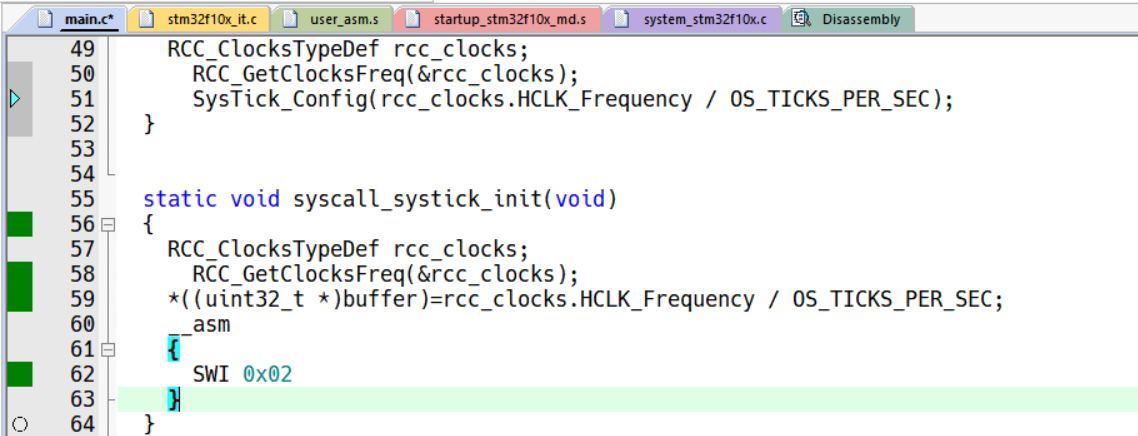 main.c* stm32f10x_it.c user_asm.s startup_stm32f10x_md.s system_stm32f10x.c Disassembly
49 RCC_ClocksTypeDef rcc_clocks;
50 RCC_GetClocksFreq(&rcc_clocks);
51 SysTick_Config(rcc_clocks.HCLK_Frequency / OS_TICKS_PER_SEC);
52 }
53
54
55 static void syscall_systick_init(void)
56 {
57 RCC_ClocksTypeDef rcc_clocks;
58 RCC_GetClocksFreq(&rcc_clocks);
59 *((uint32_t *)buffer)=rcc_clocks.HCLK_Frequency / OS_TICKS_PER_SEC;
60 __asm
61 {
62 SWI 0x02
63 }
64 }